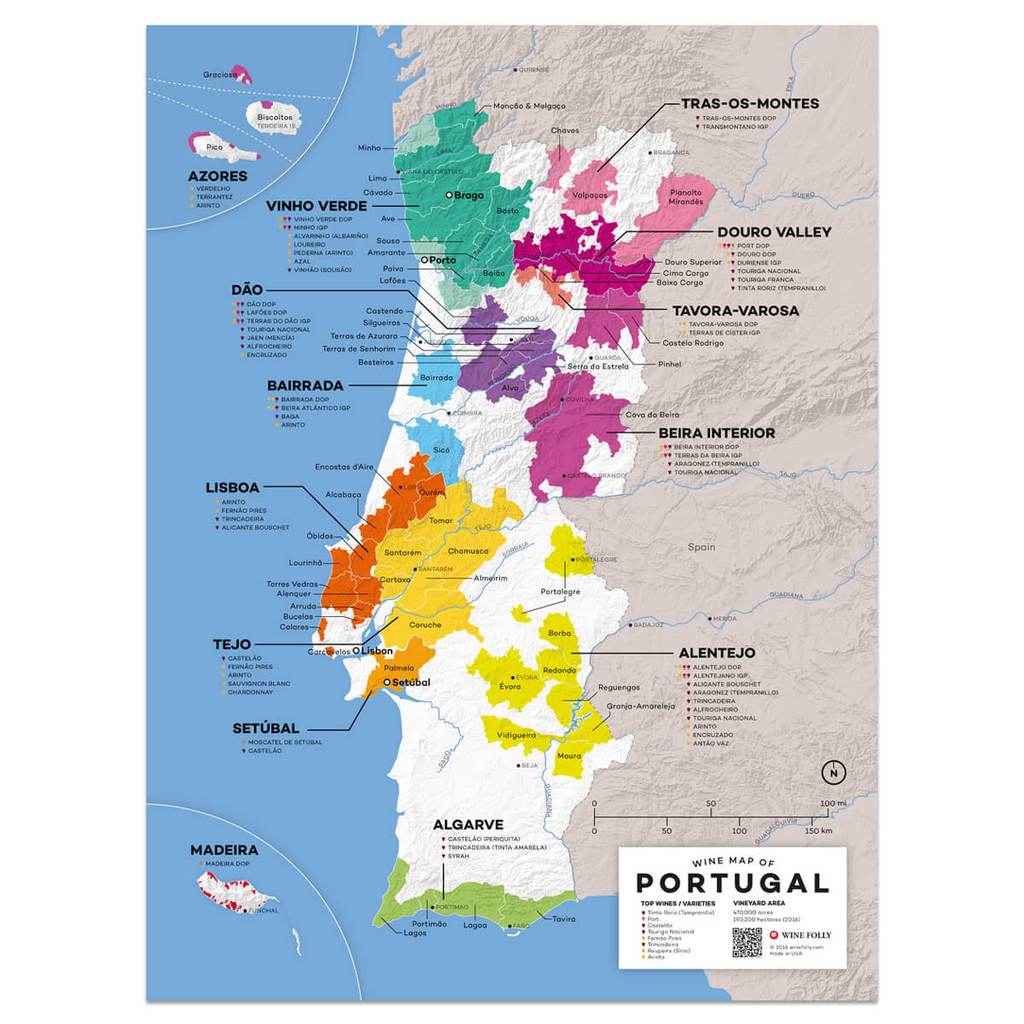 OURENSE
Graciosa
Biscoitos
TERCEIRA IS.
Pico
AZORES
VERDELHO
TERRANTEZ
ARINTO
MINHO
Monção & Melgaço
Minho
LIMA
VIANA DO CASTELO
Lima
Cávado
Braga
VINHO VERDE
VINHO VERDE DOP
MINHO IGP
ALVARINHO (ALBARIÑO)
LOUREIRO
PEDERNA (ARINTO)
AZAL
VINHÃO (SOUSÃO)
Ave
Basto
Sousa
Amarante
Porto
Paiva
Baião
Lafões
Chaves
TRAS-OS-MONTES
TRAS-OS-MONTES DOP
TRANSMONTANO IGP
BRAGANCA
ESLA
Valpaços
Planalto
Mirandês
DUERO
DOURO VALLEY
PORT DOP
DOURO DOP
DURIENSE IGP
TOURIGA NACIONAL
TOURIGA FRANCA
TINTA RORIZ (TEMPRANILLO)
Douro Superior
Cima Corgo
Baixo Corgo
DÃO
DÃO DOP
LAFÕES DOP
TERRAS DO DÃO IGP
TOURIGA NACIONAL
JAEN (MENCÍA)
ALFROCHEIRO
ENCRUZADO
Castendo
Silgueiros
Terras de Azurara
Terras de Senhorim
Besteiros
VOUGA
Alva
Serra da Estrela
TAVORA-VAROSA
TAVORA-VAROSA DOP
TERRAS DE CISTER IGP
Castelo Rodrigo
Pinhel
GUARDA
BAIRRADA
BAIRRADA DOP
BEIRA ATLÂNTICO IGP
BAGA
ARINTO
Bairrada
COIMBRA
Sicó
COVILHA
Cova da Beira
BEIRA INTERIOR
BEIRA INTERIOR DOP
TERRAS DA BEIRA IGP
ARAGONEZ (TEMPRANILLO)
TOURIGA NACIONAL
CASTELO BRANCO
TAJO
Encostas d'Aire
LISBOA
ARINTO
FERNÃO PIRES
TRINCADEIRA
ALICANTE BOUSCHET
Alcobaça
LEIRIA
Ourém
Óbidos
Tomar
TEJO
Lourinhã
Santarém
Chamusca
SORRAIA
SANTARÉM
Cartaxo
Almeirim
Torres Vedras
Alenquer
Arruda
Bucelas
Colares
Coruche
Carcavelos
Lisbon
TEJO
CASTELÃO
FERNÃO PIRES
ARINTO
SAUVIGNON BLANC
CHARDONNAY
Palmela
Setúbal
SETÚBAL
MOSCATEL DE SETÚBAL
CASTELÃO
Spain
PORTALEGRE
Portalegre
GUADIANA
MERIDA
BADAJOZ
Borba
Redondo
ÉVORA
Évora
ALENTEJO
ALENTEJO DOP
ALENTEJANO IGP
ALICANTE BOUSCHET
ARAGONEZ (TEMPRANILLO)
TRINCADEIRA
ALFROCHEIRO
TOURIGA NACIONAL
ARINTO
ENCRUZADO
ANTÃO VAZ
Reguengos
Granja-Amareleja
Vidigueira
Moura
SADO
BEJA
GUADIANA
N
0 50 100 mi
0 50 100 150 km
GUADALQUIVIR
MADEIRA
MADEIRA DOP
FUNCHAL
ALGARVE
CASTELÃO (PERIQUITA)
TRINCADEIRA (TINTA AMARELA)
SYRAH
PORTIMÃO
Lagos
Portimão
Lagoa
FARO
Tavira
WINE MAP OF
PORTUGAL
TOP WINES / VARIETIES
Tinta Roriz (Tempranillo)
Port
Castelão
Touriga Nacional
Fernão Pires
Trincadeira
Roupeiro (Síria)
Arinto
VINEYARD AREA
470,000 acres
190,200 hectares (2016)
WINE FOLLY
© 2016 winefolly.com
Made in USA